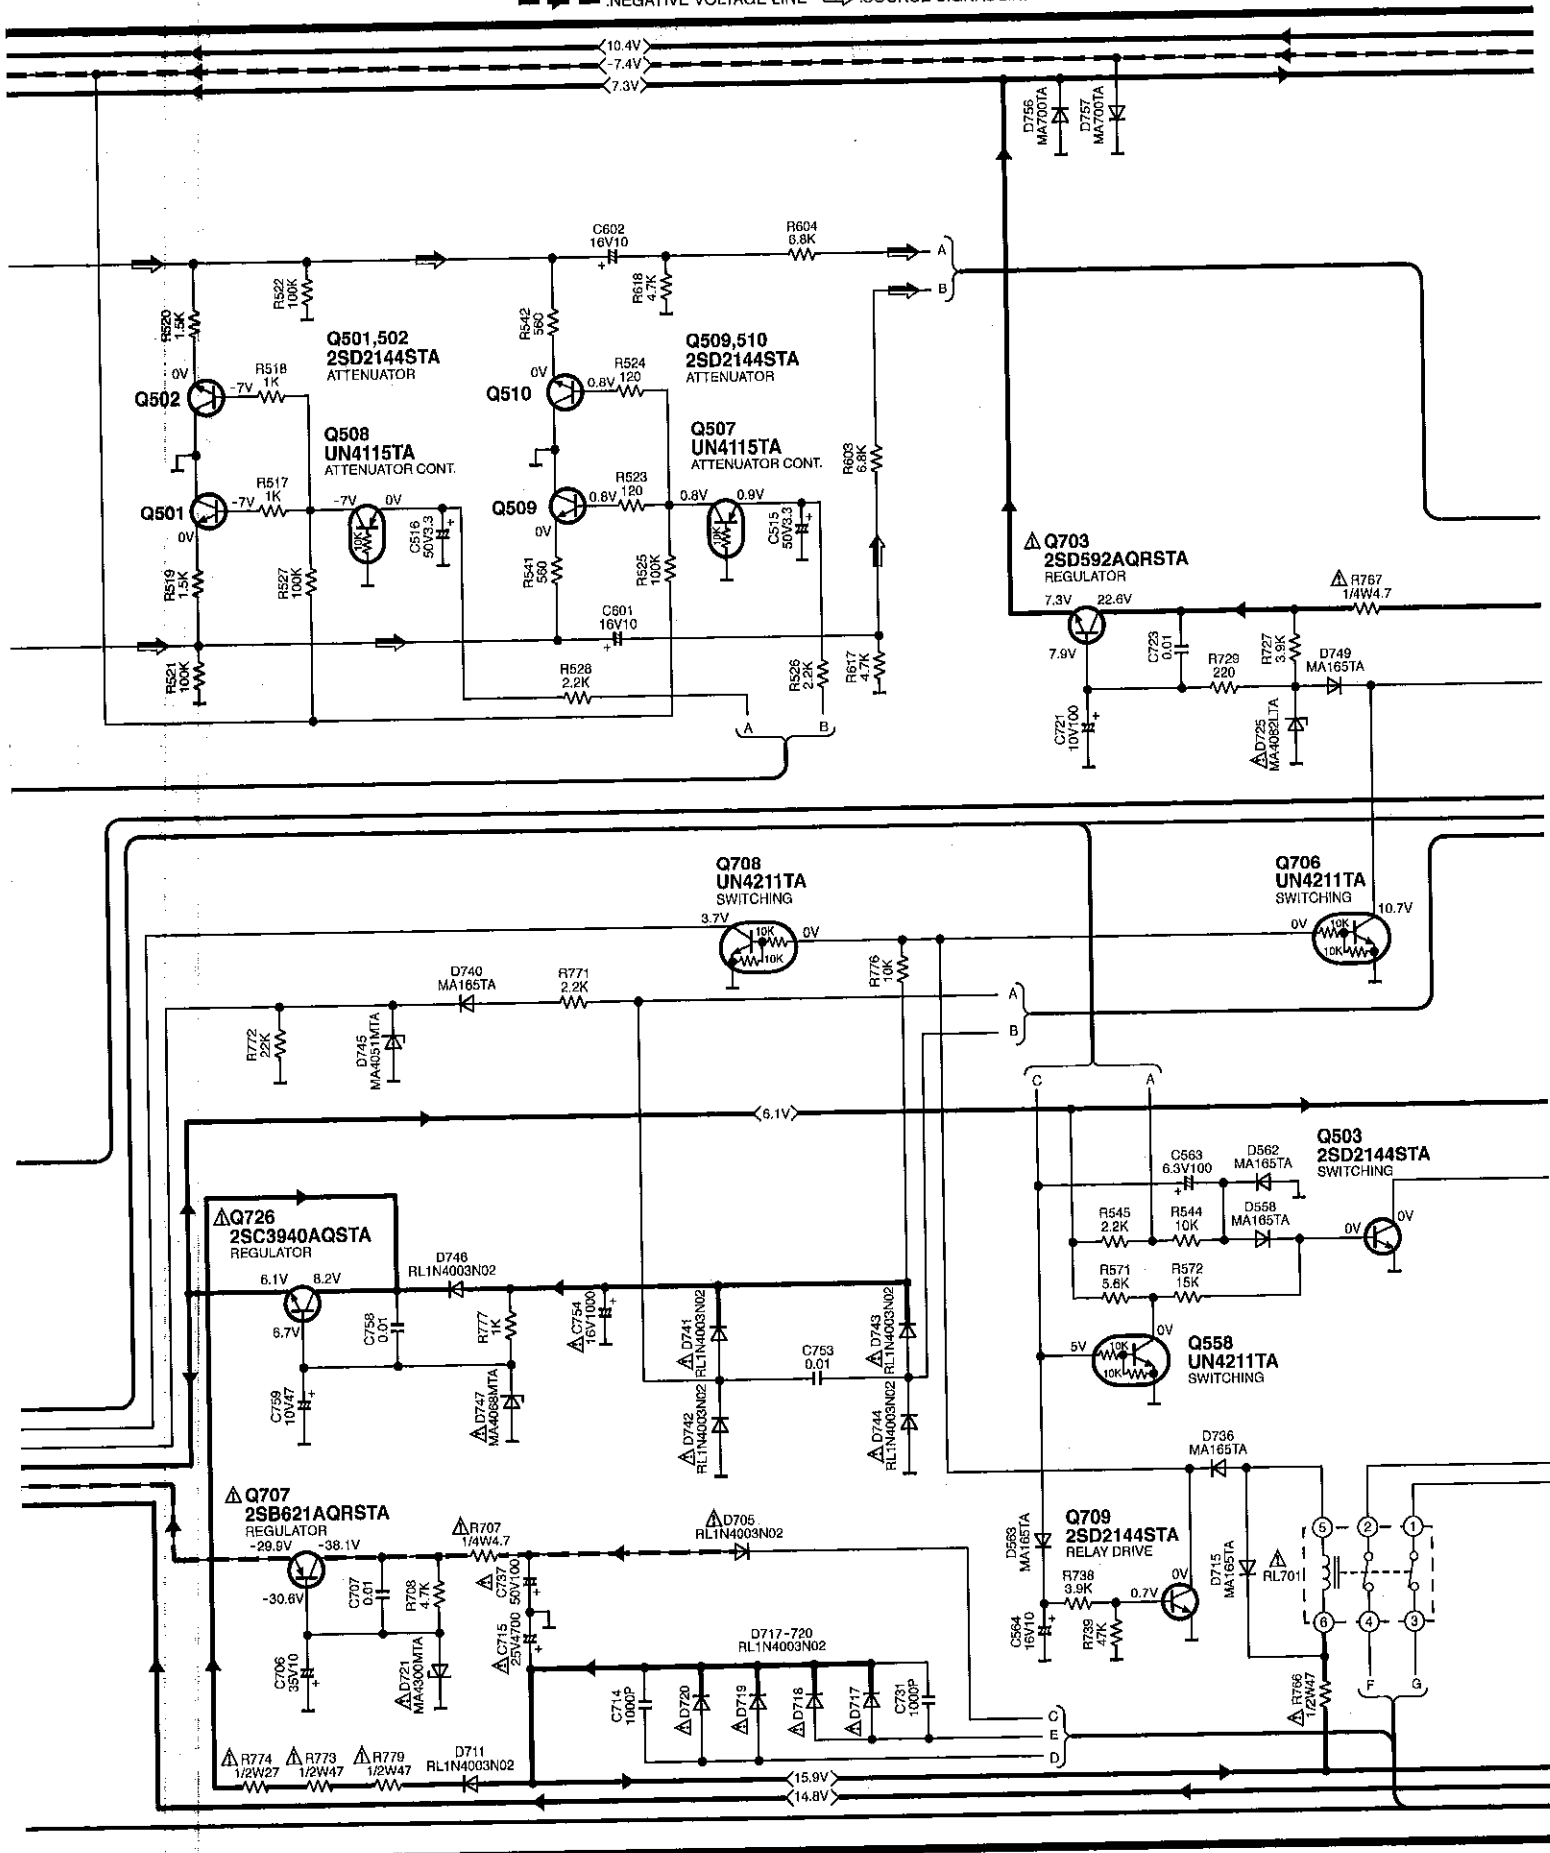 :NEGATIVE VOLTAGE LINE
10.4V
-7.4V
7.3V
D756
MA700TA
D757
MA700TA
C602
16V10
+
R604
6.8K
A
B
R522
100K
R618
4.7K
R520
1.5K
R542
560
Q501,502
2SD2144STA
ATTENUATOR
Q509,510
2SD2144STA
ATTENUATOR
0V
R518
1K
-7V
Q502
0V
R524
120
0.8V
Q510
Q508
UN4115TA
ATTENUATOR CONT.
Q507
UN4115TA
ATTENUATOR CONT.
R603
6.8K
R517
1K
-7V
-7V
0V
Q501
0V
10K
C516
50V3.3
+
R523
120
0.8V
0.8V
0.9V
Q509
0V
10K
C515
50V3.3
+
R519
1.5K
R527
100K
R541
560
R525
100K
Q703
2SD592AQRSTA
REGULATOR
7.3V
22.6V
7.9V
R767
1/4W4.7
C601
16V10
+
C723
0.01
R727
3.9K
R729
220
D749
MA165TA
R521
100K
R528
2.2K
R526
2.2K
R617
4.7K
A
B
C721
10V100
+
D725
MA4082LTA
Q708
UN4211TA
SWITCHING
3.7V
10K
10K
0V
Q706
UN4211TA
SWITCHING
10.7V
0V
10K
10K
D740
MA165TA
R771
2.2K
R776
10K
A
B
R772
22K
D745
MA4051MTA
C
A
6.1V
Q503
2SD2144STA
SWITCHING
C563
6.3V100
+
D562
MA165TA
Q726
2SC3940AQSTA
REGULATOR
6.1V
8.2V
6.7V
D746
RL1N4003N02
R545
2.2K
R544
10K
D558
MA165TA
0V
0V
R571
5.6K
R572
15K
C758
0.01
R777
1K
C754
16V1000
+
D741
RL1N4003N02
D743
RL1N4003N02
C753
0.01
5V
10K
10K
0V
Q558
UN4211TA
SWITCHING
C759
10V47
+
D747
MA4068MTA
D742
RL1N4003N02
D744
RL1N4003N02
D736
MA165TA
Q707
2SB621AQRSTA
REGULATOR
-29.9V
-38.1V
-30.6V
R707
1/4W4.7
D705
RL1N4003N02
D563
MA165TA
Q709
2SD2144STA
RELAY DRIVE
0V
0.7V
D715
MA165TA
RL701
5
2
1
6
4
3
C707
0.01
R708
4.7K
C737
50V100
+
R738
3.9K
C564
16V10
+
R739
47K
C706
35V10
+
D721
MA4300MTA
C715
25V4700
+
D717-720
RL1N4003N02
C714
1000P
D720
D719
D718
D717
C731
1000P
R766
1/2W47
F
G
C
E
D
R774
1/2W27
R773
1/2W47
R779
1/2W47
D711
RL1N4003N02
15.9V
14.8V